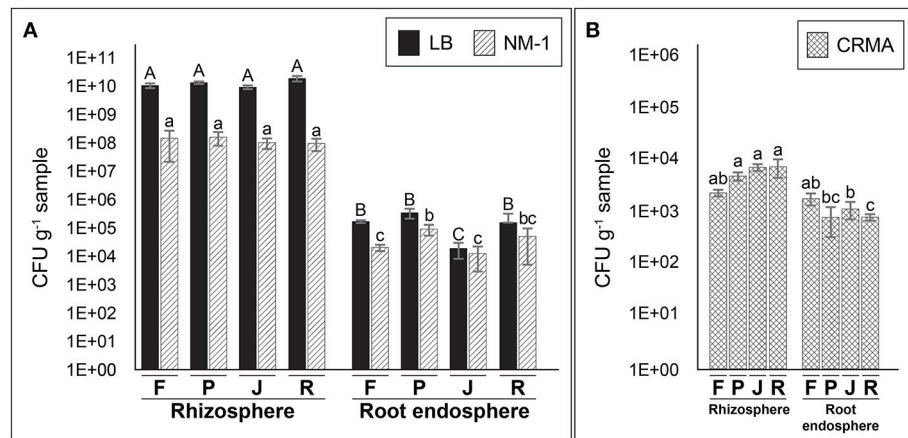 A
LB NM-1
CFU g-1 sample
1E+11
1E+10
1E+09
1E+08
1E+07
1E+06
1E+05
1E+04
1E+03
1E+02
1E+01
1E+00
A A A A
a a a a
B B C B
c b c bc
F P J R F P J R
Rhizosphere Root endosphere
B
CRMA
CFU g-1 sample
1E+06
1E+05
1E+04
1E+03
1E+02
1E+01
1E+00
ab a a a ab bc b c
F P J R F P J R
Rhizosphere Root
endosphere